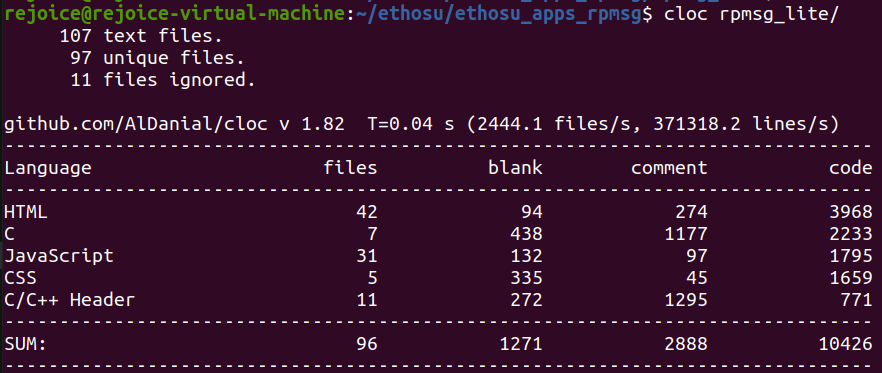 rejoice@rejoice-virtual-machine:~/ethosu/ethosu_apps_rpmsg$ cloc rpmsg_lite/
     107 text files.
      97 unique files.
      11 files ignored.
github.com/AlDanial/cloc v 1.82  T=0.04 s (2444.1 files/s, 371318.2 lines/s)
-------------------------------------------------------------------------------
Language                     files          blank        comment           code
-------------------------------------------------------------------------------
HTML                            42             94            274           3968
C                                7            438           1177           2233
JavaScript                      31            132             97           1795
CSS                              5            335             45           1659
C/C++ Header                    11            272           1295            771
-------------------------------------------------------------------------------
SUM:                            96           1271           2888          10426
-------------------------------------------------------------------------------